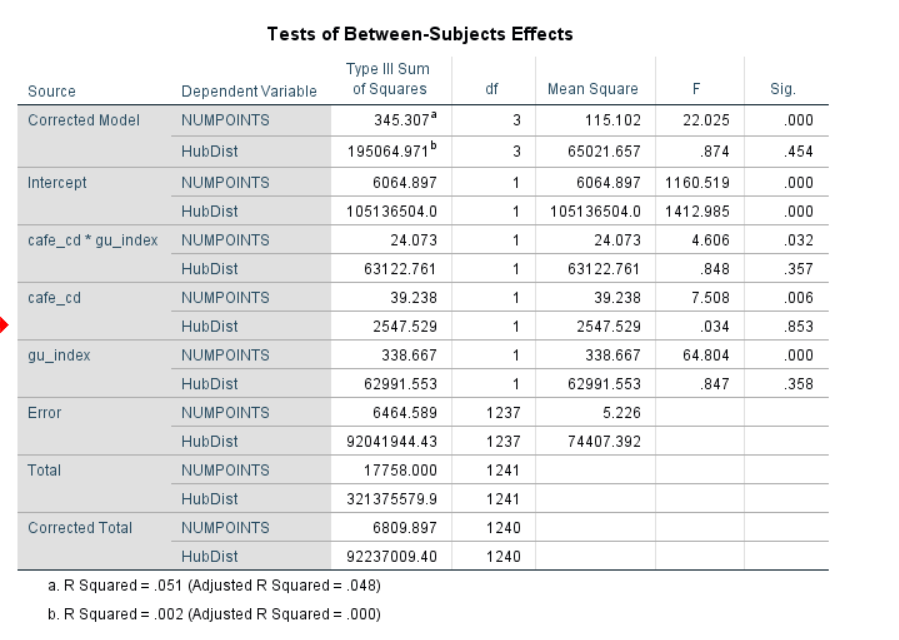 Tests of Between-Subjects Effects
Source Dependent Variable Type III Sum of Squares df Mean Square F Sig.
Corrected Model NUMPOINTS 345.307a 3 115.102 22.025 .000
HubDist 195064.971b 3 65021.657 .874 .454
Intercept NUMPOINTS 6064.897 1 6064.897 1160.519 .000
HubDist 105136504.0 1 105136504.0 1412.985 .000
cafe_cd * gu_index NUMPOINTS 24.073 1 24.073 4.606 .032
HubDist 63122.761 1 63122.761 .848 .357
cafe_cd NUMPOINTS 39.238 1 39.238 7.508 .006
HubDist 2547.529 1 2547.529 .034 .853
gu_index NUMPOINTS 338.667 1 338.667 64.804 .000
HubDist 62991.553 1 62991.553 .847 .358
Error NUMPOINTS 6464.589 1237 5.226
HubDist 92041944.43 1237 74407.392
Total NUMPOINTS 17758.000 1241
HubDist 321375579.9 1241
Corrected Total NUMPOINTS 6809.897 1240
HubDist 92237009.40 1240
a. R Squared = .051 (Adjusted R Squared = .048)
b. R Squared = .002 (Adjusted R Squared = .000)